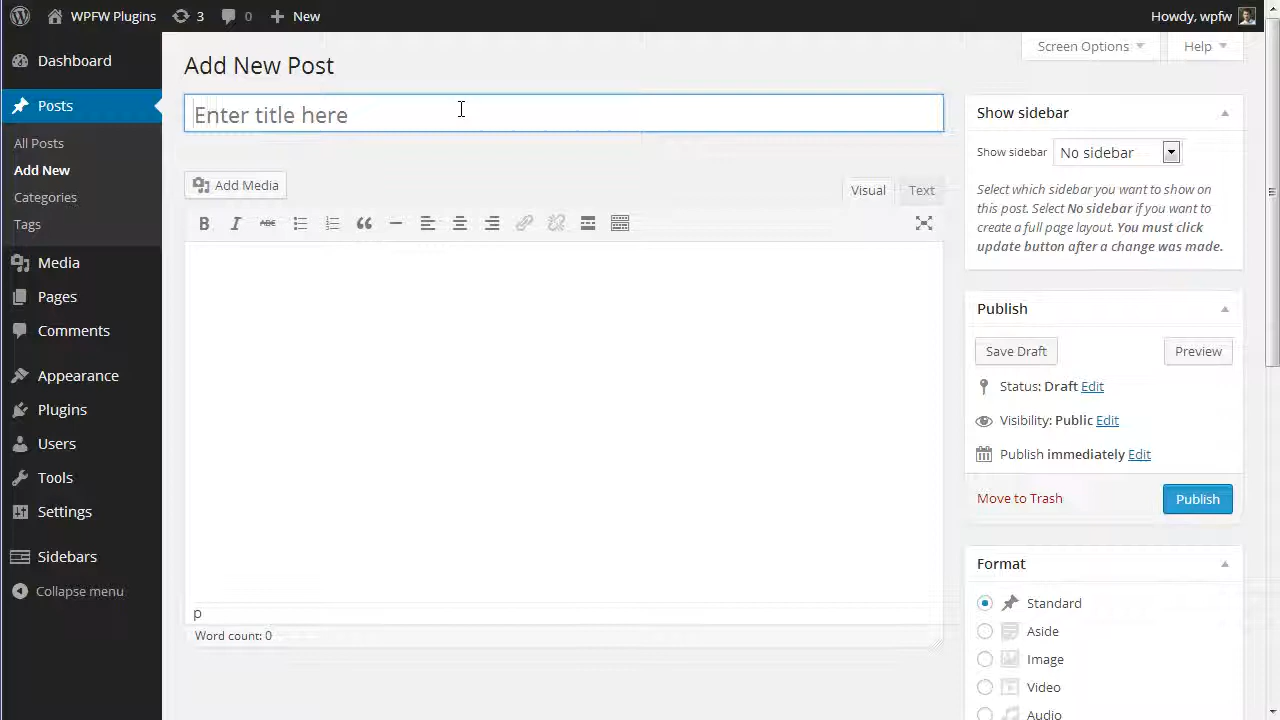 WPFW Plugins 3 0 New Howdy, wpfw
Dashboard
Posts
All Posts
Add New
Categories
Tags
Media
Pages
Comments
Appearance
Plugins
Users
Tools
Settings
Sidebars
Collapse menu
Screen Options Help
Add New Post
Enter title here
Add Media
Visual Text
B I ABC
p
Word count: 0
Show sidebar
Show sidebar No sidebar
Select which sidebar you want to show on
this post. Select No sidebar if you want to
create a full page layout. You must click
update button after a change was made.
Publish
Save Draft Preview
Status: Draft Edit
Visibility: Public Edit
Publish immediately Edit
Move to Trash Publish
Format
Standard
Aside
Image
Video
Audio